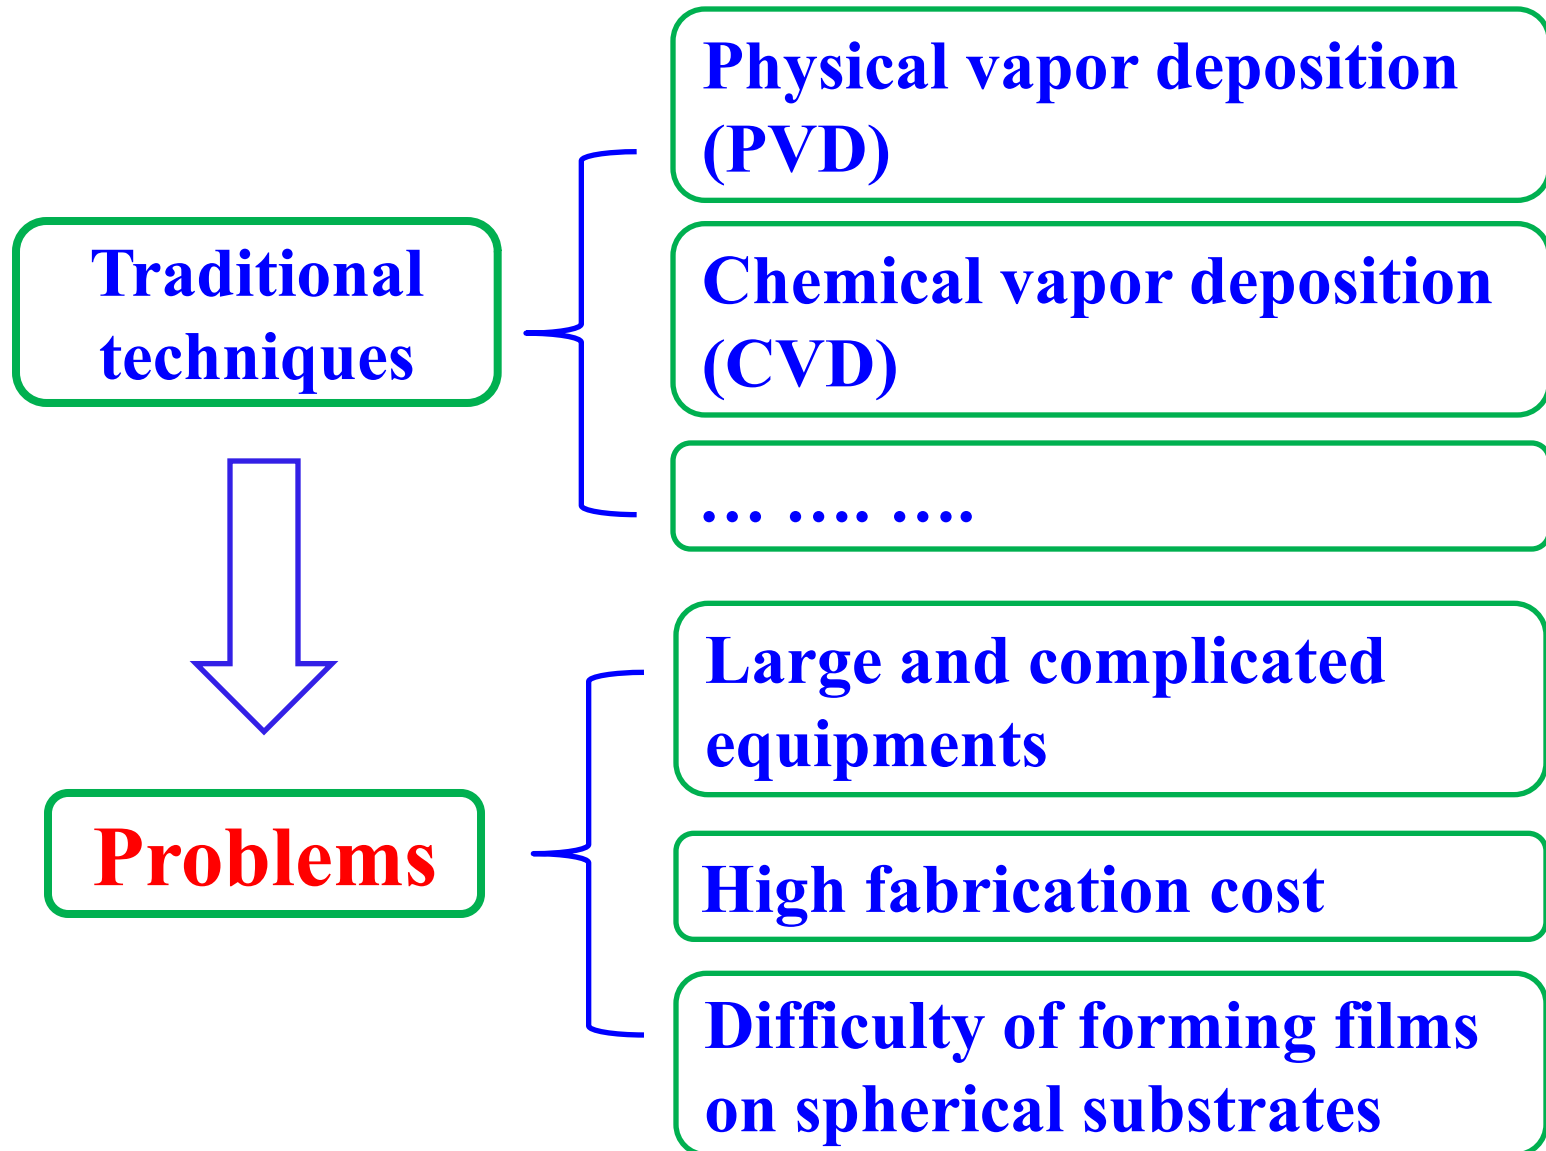 Physical vapor deposition
(PVD)
Traditional
techniques
Chemical vapor deposition
(CVD)
... .... ....
Large and complicated
equipments
Problems
High fabrication cost
Difficulty of forming films
on spherical substrates